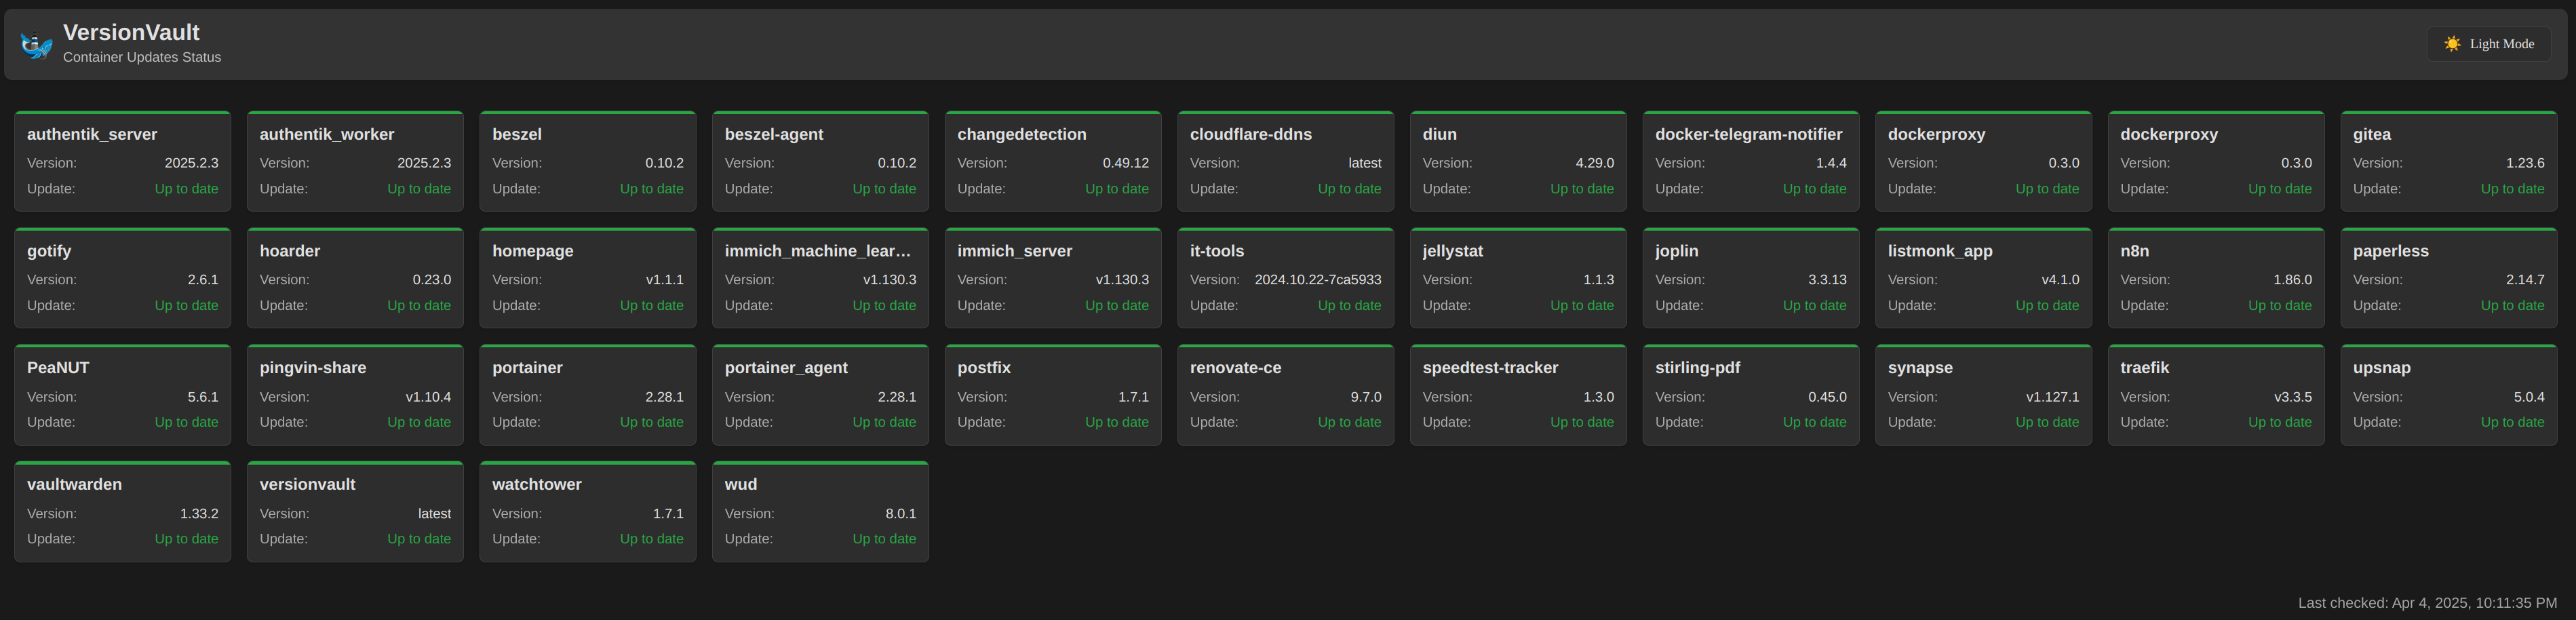 VersionVault
Container Updates Status
☀️ Light Mode
authentik_server
Version: 2025.2.3
Update: Up to date
authentik_worker
Version: 2025.2.3
Update: Up to date
beszel
Version: 0.10.2
Update: Up to date
beszel-agent
Version: 0.10.2
Update: Up to date
changedetection
Version: 0.49.12
Update: Up to date
cloudflare-ddns
Version: latest
Update: Up to date
diun
Version: 4.29.0
Update: Up to date
docker-telegram-notifier
Version: 1.4.4
Update: Up to date
dockerproxy
Version: 0.3.0
Update: Up to date
dockerproxy
Version: 0.3.0
Update: Up to date
gitea
Version: 1.23.6
Update: Up to date
gotify
Version: 2.6.1
Update: Up to date
hoarder
Version: 0.23.0
Update: Up to date
homepage
Version: v1.1.1
Update: Up to date
immich_machine_lear...
Version: v1.130.3
Update: Up to date
immich_server
Version: v1.130.3
Update: Up to date
it-tools
Version: 2024.10.22-7ca5933
Update: Up to date
jellystat
Version: 1.1.3
Update: Up to date
joplin
Version: 3.3.13
Update: Up to date
listmonk_app
Version: v4.1.0
Update: Up to date
n8n
Version: 1.86.0
Update: Up to date
paperless
Version: 2.14.7
Update: Up to date
PeaNUT
Version: 5.6.1
Update: Up to date
pingvin-share
Version: v1.10.4
Update: Up to date
portainer
Version: 2.28.1
Update: Up to date
portainer_agent
Version: 2.28.1
Update: Up to date
postfix
Version: 1.7.1
Update: Up to date
renovate-ce
Version: 9.7.0
Update: Up to date
speedtest-tracker
Version: 1.3.0
Update: Up to date
stirling-pdf
Version: 0.45.0
Update: Up to date
synapse
Version: v1.127.1
Update: Up to date
traefik
Version: v3.3.5
Update: Up to date
upsnap
Version: 5.0.4
Update: Up to date
vaultwarden
Version: 1.33.2
Update: Up to date
versionvault
Version: latest
Update: Up to date
watchtower
Version: 1.7.1
Update: Up to date
wud
Version: 8.0.1
Update: Up to date
Last checked: Apr 4, 2025, 10:11:35 PM